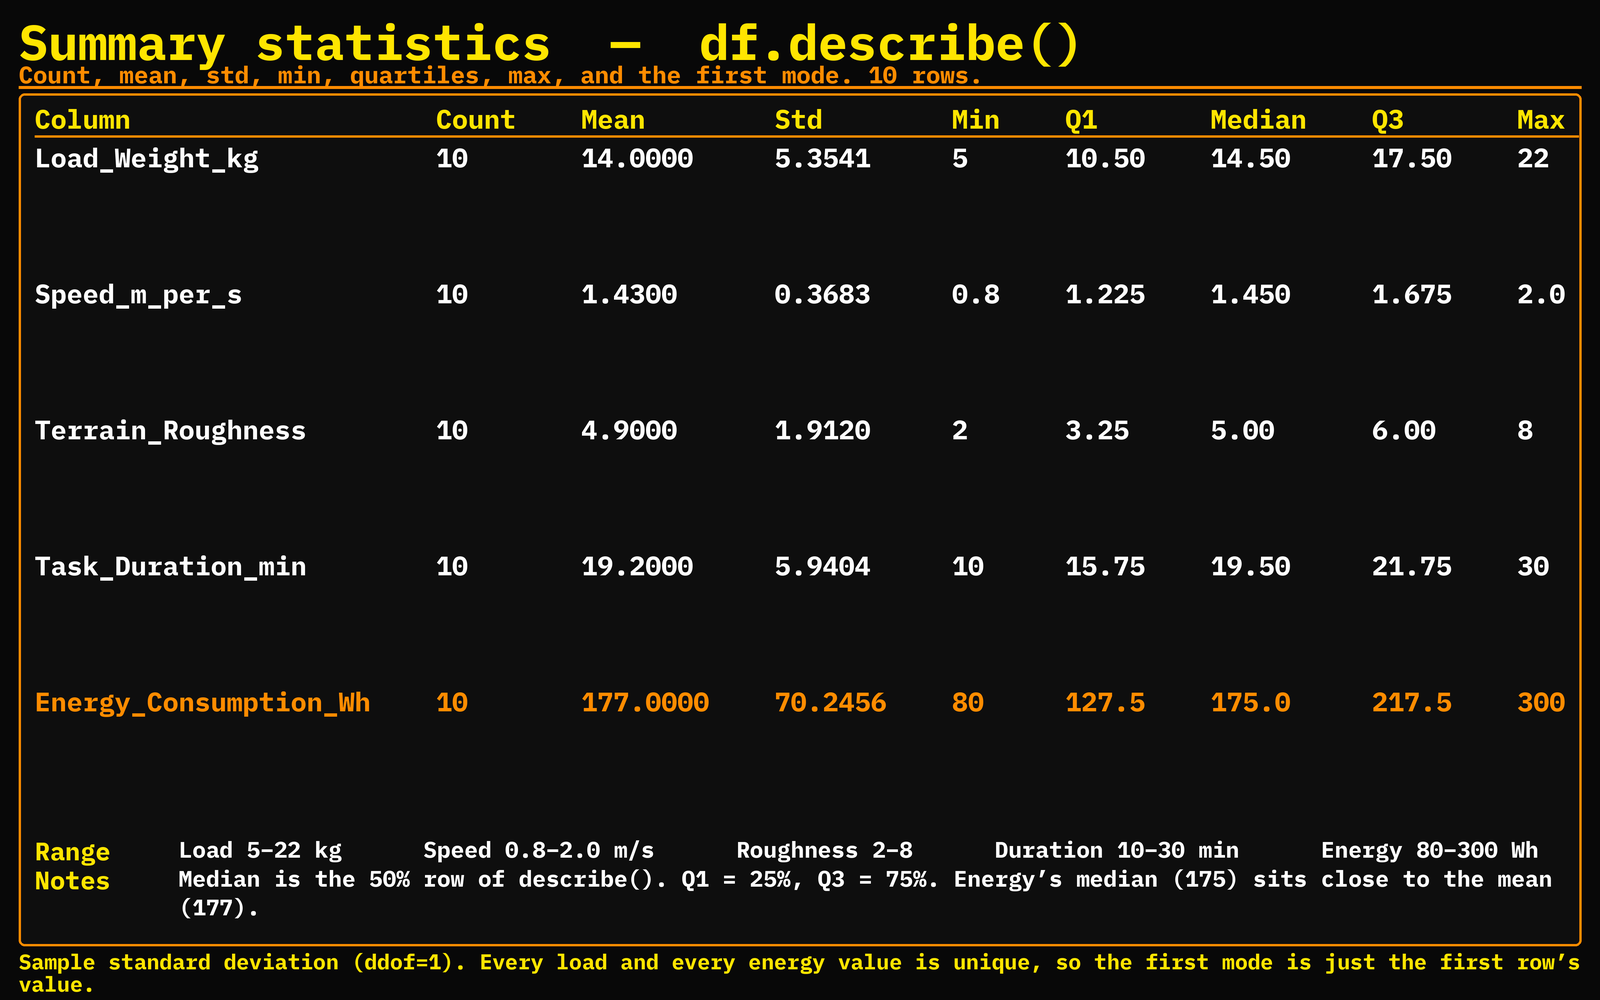 Summary statistics — df.describe()
Count, mean, std, min, quartiles, max, and the first mode. 10 rows.
Column Count Mean Std Min Q1 Median Q3 Max
Load_Weight_kg 10 14.0000 5.3541 5 10.50 14.50 17.50 22
Speed_m_per_s 10 1.4300 0.3683 0.8 1.225 1.450 1.675 2.0
Terrain_Roughness 10 4.9000 1.9120 2 3.25 5.00 6.00 8
Task_Duration_min 10 19.2000 5.9404 10 15.75 19.50 21.75 30
Energy_Consumption_Wh 10 177.0000 70.2456 80 127.5 175.0 217.5 300
Range Load 5–22 kg Speed 0.8–2.0 m/s Roughness 2–8 Duration 10–30 min Energy 80–300 Wh
Notes Median is the 50% row of describe(). Q1 = 25%, Q3 = 75%. Energy’s median (175) sits close to the mean
(177).
Sample standard deviation (ddof=1). Every load and every energy value is unique, so the first mode is just the first row’s
value.